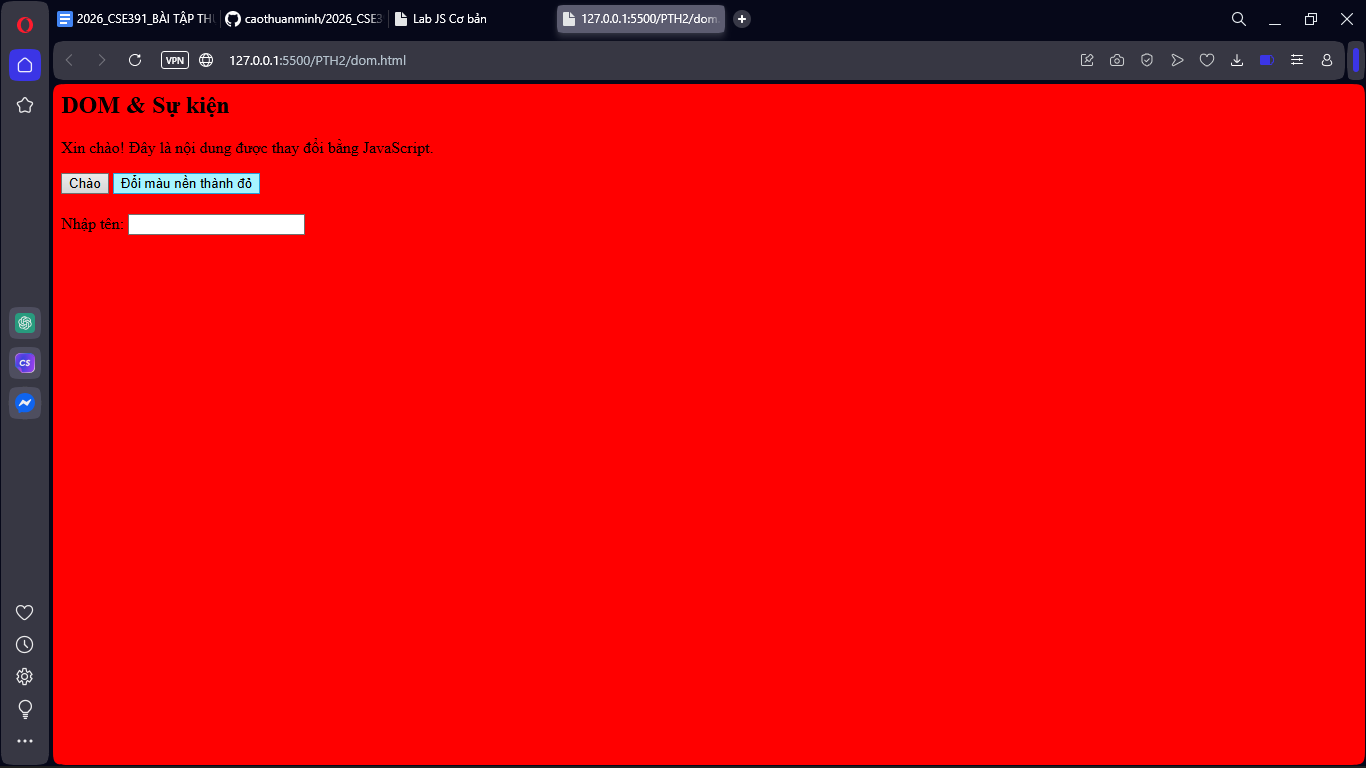 2026_CSE391_BÀI TẬP TH
caothuanminh/2026_CSE3
Lab JS Cơ bản
127.0.0.1:5500/PTH2/dom.
VPN
127.0.0.1:5500/PTH2/dom.html
CS
DOM & Sự kiện
Xin chào! Đây là nội dung được thay đổi bằng JavaScript.
Chào Đổi màu nền thành đỏ
Nhập tên: